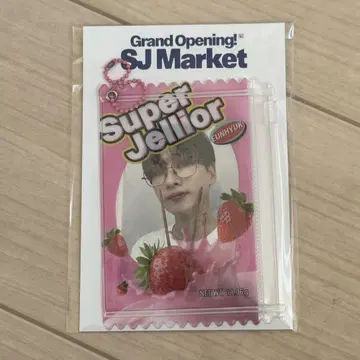 Grand Opening!
SJ Market
Super
Jellior
EUNHYUK